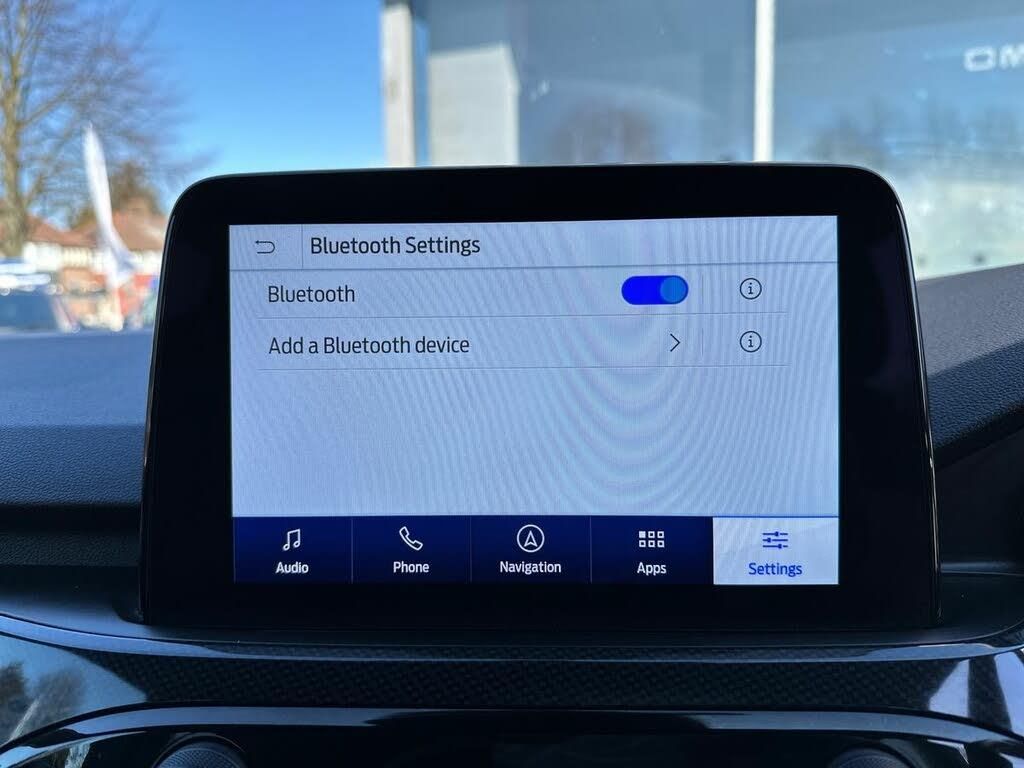 Bluetooth Settings
Bluetooth
Add a Bluetooth device
Audio
Phone
Navigation
Apps
Settings